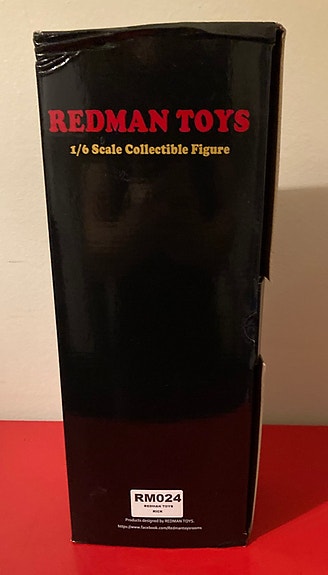 REDMAN TOYS
1/6 Scale Collectible Figure
RM024
REDMAN TOYS
RICK
Products designed by REDMAN TOYS.
https://www.facebook.com/Redmantoysrooms